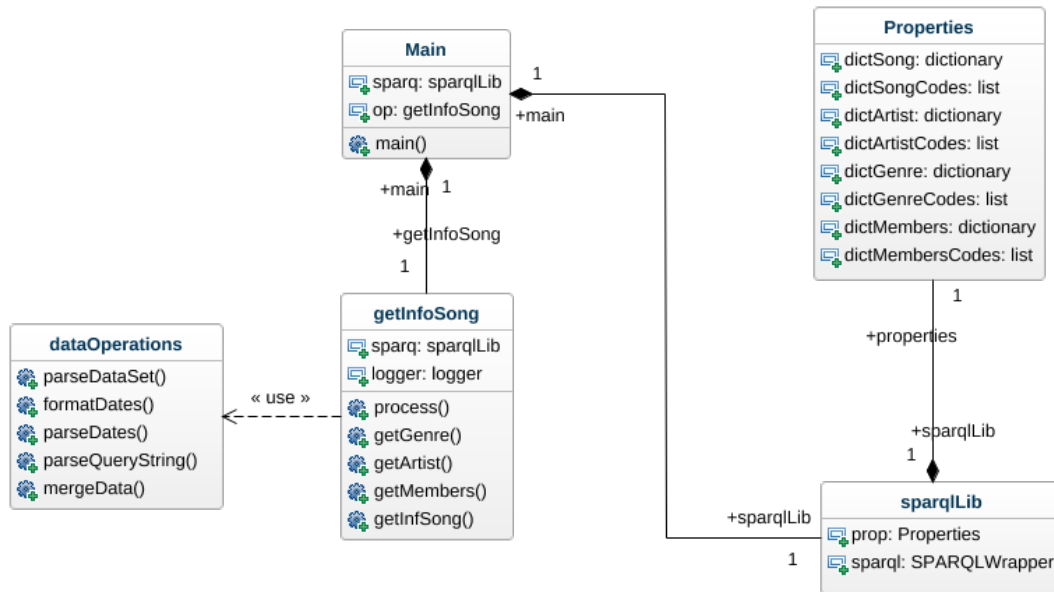 Main
sparq: sparqlLib
op: getInfoSong
main()
1
+main
Properties
dictSong: dictionary
dictSongCodes: list
dictArtist: dictionary
dictArtistCodes: list
dictGenre: dictionary
dictGenreCodes: list
dictMembers: dictionary
dictMembersCodes: list
+main 1
+getInfoSong
1
1
+properties
getInfoSong
sparq: sparqlLib
logger: logger
process()
getGenre()
getArtist()
getMembers()
getInfSong()
dataOperations
parseDataSet()
formatDates()
parseDates()
parseQueryString()
mergeData()
« use »
+sparqlLib
1
sparqlLib
prop: Properties
sparql: SPARQLWrapper
+sparqlLib
1